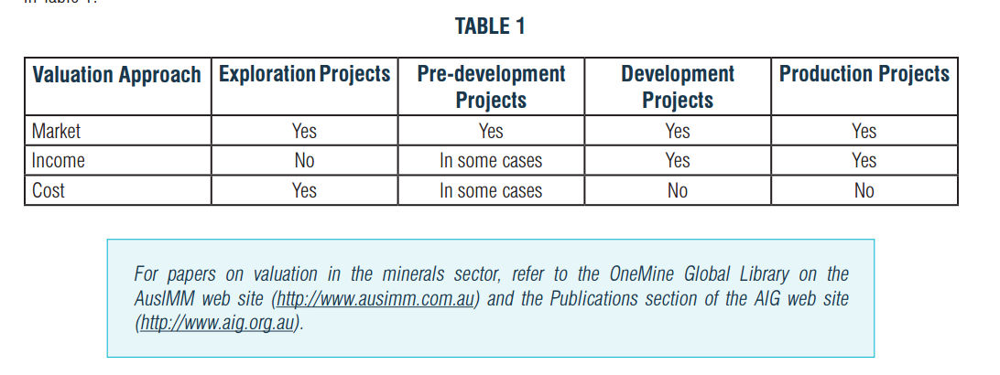 in Table 1.
TABLE 1
Valuation Approach Exploration Projects Pre-development Projects Development Projects Production Projects
Market Yes Yes Yes Yes
Income No In some cases Yes Yes
Cost Yes In some cases No No
For papers on valuation in the minerals sector, refer to the OneMine Global Library on the
AusIMM web site (http://www.ausimm.com.au) and the Publications section of the AIG web site
(http://www.aig.org.au).